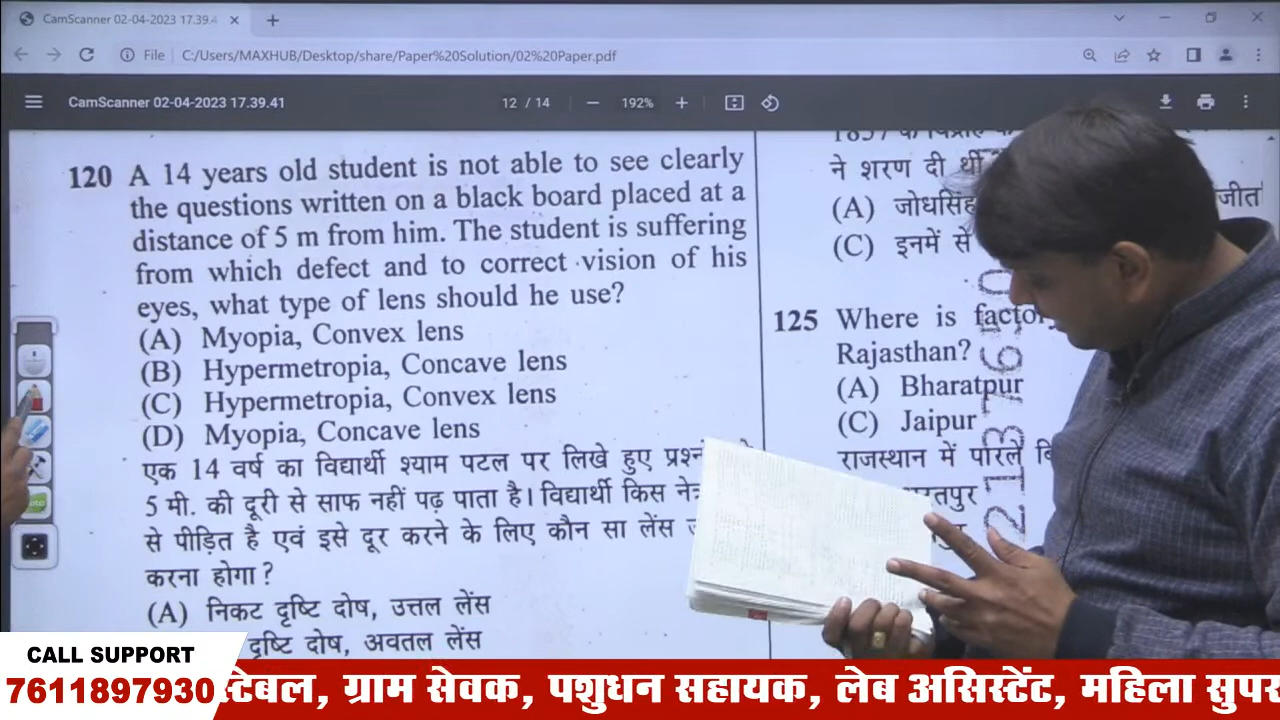 CamScanner 02-04-2023 17.39.4
File C:/Users/MAXHUB/Desktop/share/Paper%20Solution/02%20Paper.pdf
CamScanner 02-04-2023 17.39.41
12 / 14
192%
120 A 14 years old student is not able to see clearly
the questions written on a black board placed at a
distance of 5 m from him. The student is suffering
from which defect and to correct vision of his
eyes, what type of lens should he use?
(A) Myopia, Convex lens
(B) Hypermetropia, Concave lens
(C) Hypermetropia, Convex lens
(D) Myopia, Concave lens
एक 14 वर्ष का विद्यार्थी श्याम पटल पर लिखे हुए
5 मी. की दूरी से साफ नहीं पढ़ पाता है। विद्यार्थी किस
से पीड़ित है एवं इसे दूर करने के लिए कौन सा लेंस
करना होगा?
(A) निकट दृष्टि दोष, उत्तल लेंस
दृष्टि दोष, अवतल लेंस
ने शरण दी थी
(A) जोधसिंह
जीत
(C) इनमें से
125 Where is
Rajasthan?
(A) Bharatpur
(C) Jaipur
राजस्थान में
213760
CALL SUPPORT
7611897930
स्टेबल, ग्राम सेवक, पशुधन सहायक, लेब असिस्टेंट, महिला सुपर